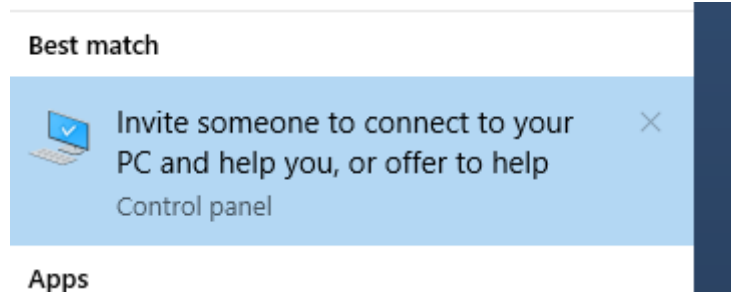 Best match
Invite someone to connect to your
PC and help you, or offer to help
Control panel
Apps